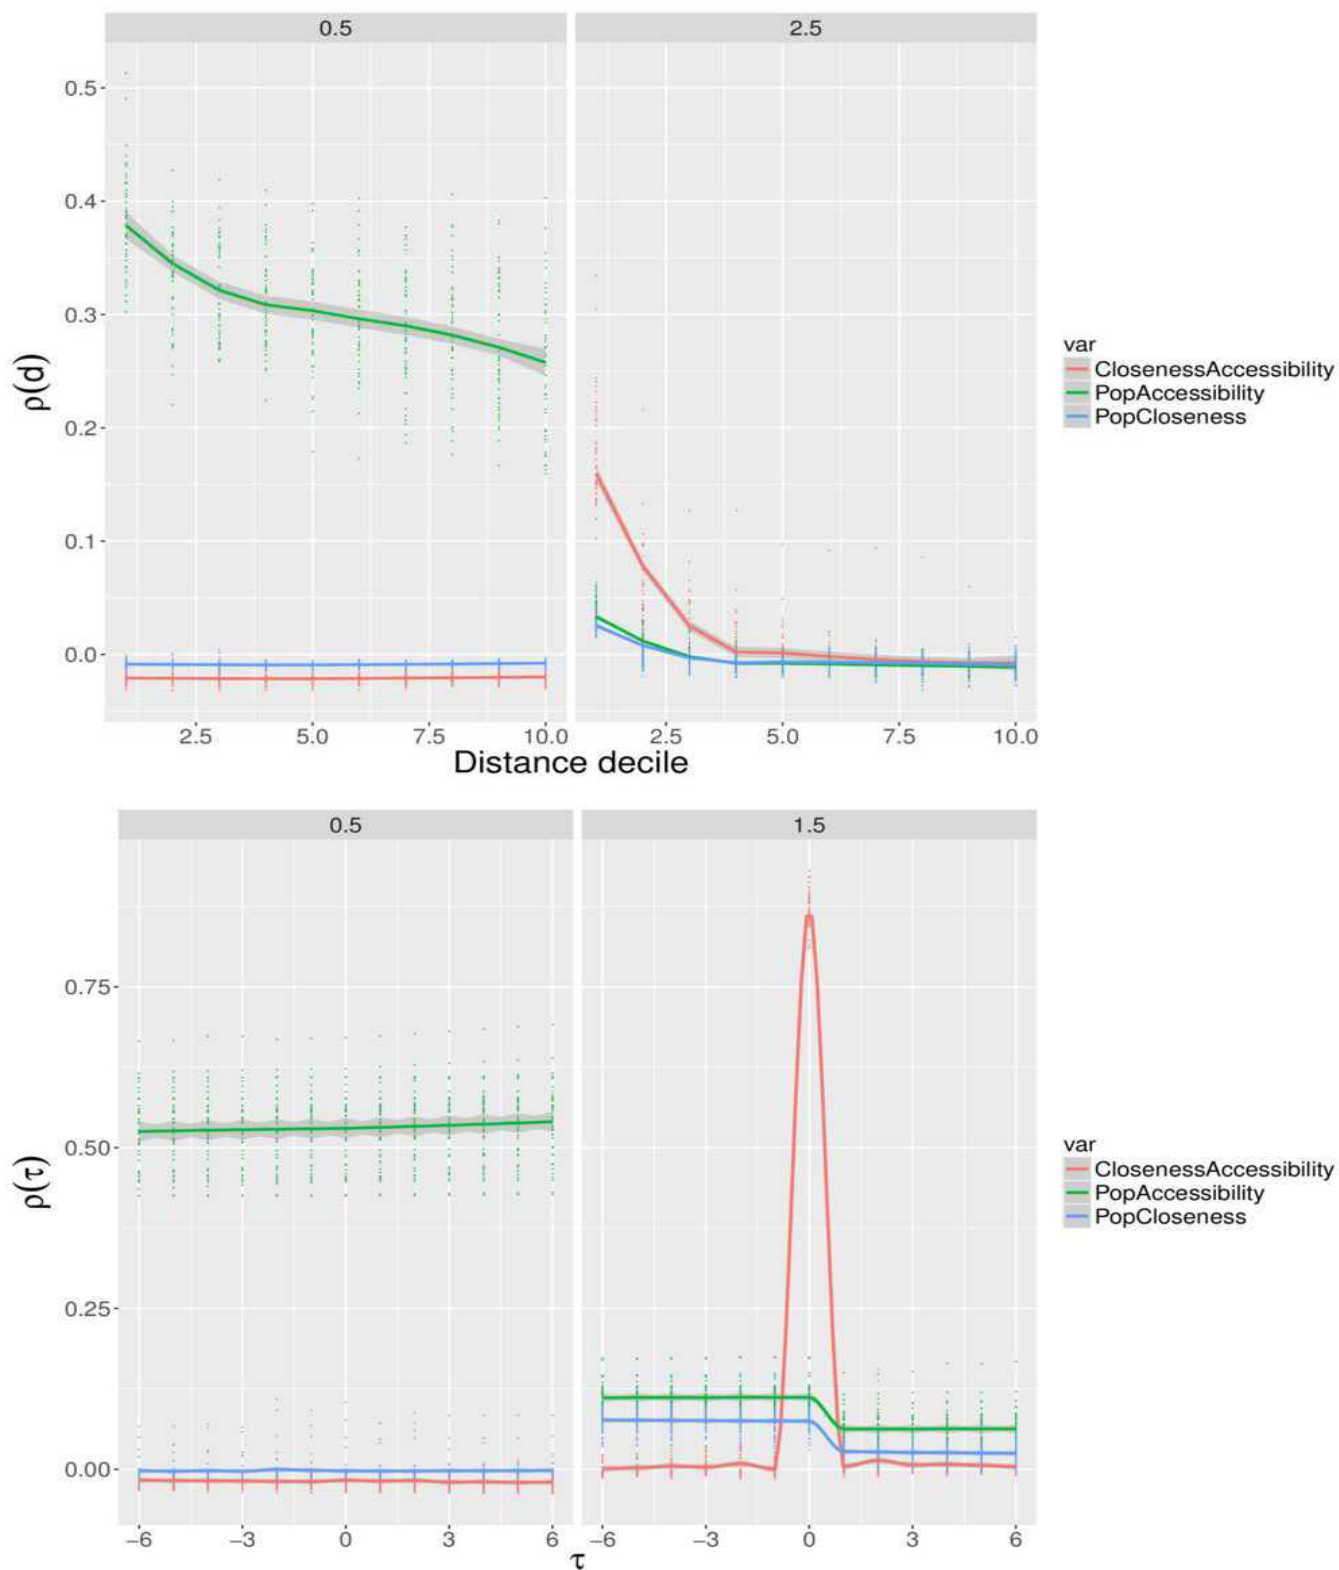 0.5 2.5
0.5
0.4
0.3
0.2
0.1
0.0
ρ(d)
2.5 5.0 7.5 10.0 2.5 5.0 7.5 10.0
Distance decile
var
ClosenessAccessibility
PopAccessibility
PopCloseness
0.5 1.5
0.75
0.50
0.25
0.00
ρ(τ)
−6 −3 0 3 6 −6 −3 0 3 6
τ
var
ClosenessAccessibility
PopAccessibility
PopCloseness